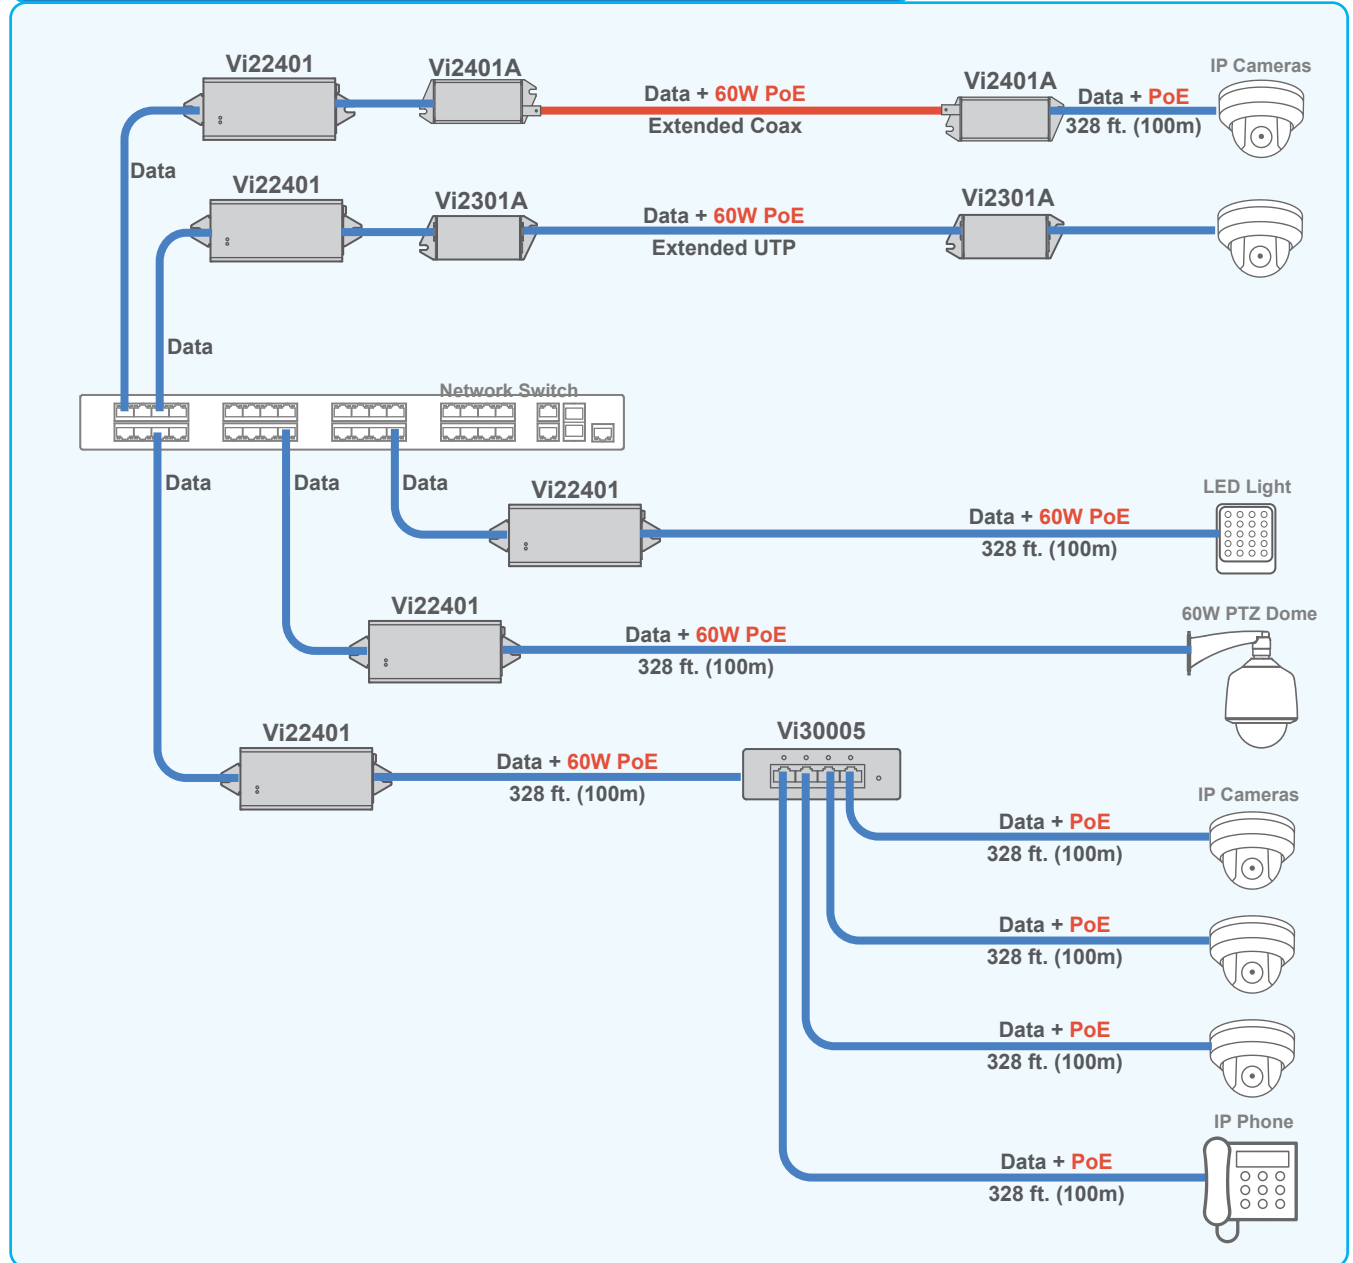 Vi22401
Vi2401A
Data + 60W PoE
Extended Coax
Vi2401A
Data + PoE
328 ft. (100m)
IP Cameras
Data
Vi22401
Vi2301A
Data + 60W PoE
Extended UTP
Vi2301A
Data
Network Switch
Data
Data
Data
Vi22401
Data + 60W PoE
328 ft. (100m)
LED Light
Vi22401
Data + 60W PoE
328 ft. (100m)
60W PTZ Dome
Vi22401
Data + 60W PoE
328 ft. (100m)
Vi30005
IP Cameras
Data + PoE
328 ft. (100m)
Data + PoE
328 ft. (100m)
Data + PoE
328 ft. (100m)
IP Phone
Data + PoE
328 ft. (100m)